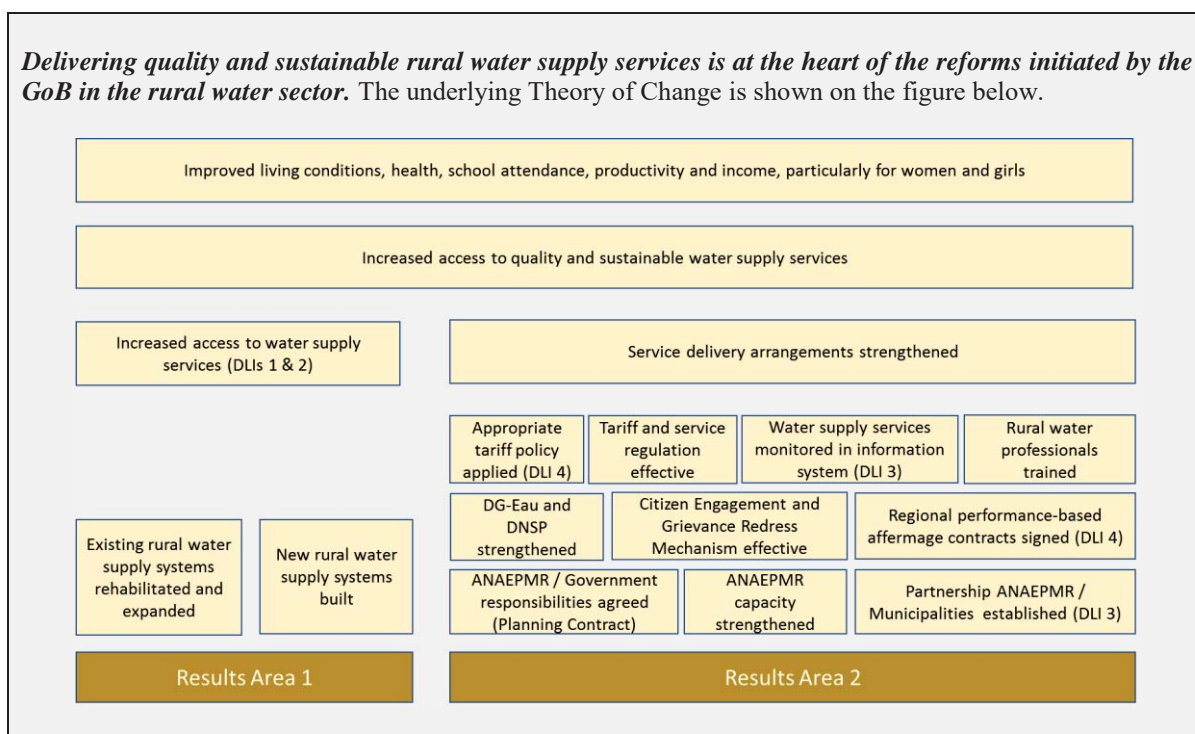 Delivering quality and sustainable rural water supply services is at the heart of the reforms initiated by the
GoB in the rural water sector. The underlying Theory of Change is shown on the figure below.
Improved living conditions, health, school attendance, productivity and income, particularly for women and girls
Increased access to quality and sustainable water supply services
Increased access to water supply
services (DLIs 1 & 2)
Service delivery arrangements strengthened
Appropriate
tariff policy
applied (DLI 4)
Tariff and service
regulation
effective
Water supply services
monitored in information
system (DLI 3)
Rural water
professionals
trained
DG-Eau and
DNSP
strengthened
Citizen Engagement and
Grievance Redress
Mechanism effective
Regional performance-based
affermage contracts signed (DLI 4)
Existing rural water
supply systems
rehabilitated and
expanded
New rural water
supply systems
built
ANAEPMR / Government
responsibilities agreed
(Planning Contract)
ANAEPMR
capacity
strengthened
Partnership ANAEPMR /
Municipalities established (DLI 3)
Results Area 1
Results Area 2